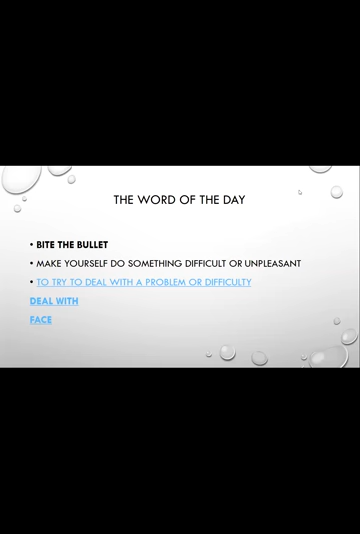 THE WORD OF THE DAY
• BITE THE BULLET
• MAKE YOURSELF DO SOMETHING DIFFICULT OR UNPLEASANT
• TO TRY TO DEAL WITH A PROBLEM OR DIFFICULTY
DEAL WITH
FACE